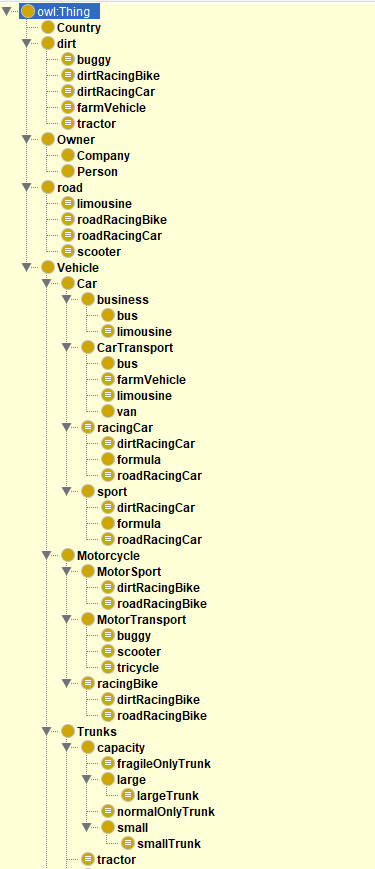 owl:Thing
Country
dirt
buggy
dirtRacingBike
dirtRacingCar
farmVehicle
tractor
Owner
Company
Person
road
limousine
roadRacingBike
roadRacingCar
scooter
Vehicle
Car
business
bus
limousine
CarTransport
bus
farmVehicle
limousine
van
racingCar
dirtRacingCar
formula
roadRacingCar
sport
dirtRacingCar
formula
roadRacingCar
Motorcycle
MotorSport
dirtRacingBike
roadRacingBike
MotorTransport
buggy
scooter
tricycle
racingBike
dirtRacingBike
roadRacingBike
Trunks
capacity
fragileOnlyTrunk
large
largeTrunk
normalOnlyTrunk
small
smallTrunk
tractor